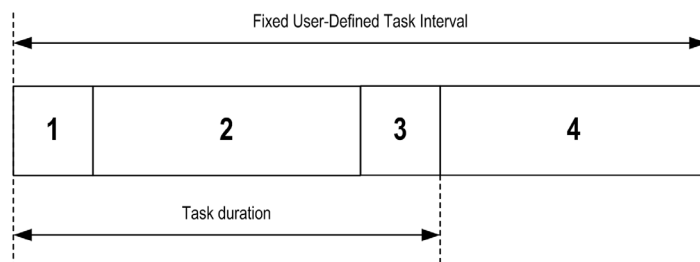 Fixed User-Defined Task Interval
1 2 3 4
Task duration